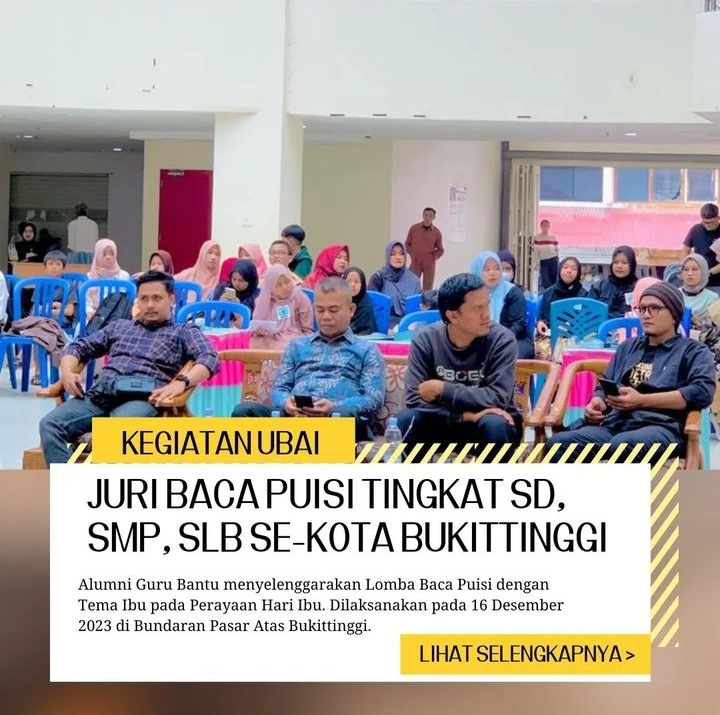 KEGIATAN UBAI
JURI BACA PUISI TINGKAT SD,
SMP, SLB SE-KOTA BUKITTINGGI
Alumni Guru Bantu menyelenggarakan Lomba Baca Puisi dengan
Tema Ibu pada Perayaan Hari Ibu. Dilaksanakan pada 16 Desember
2023 di Bundaran Pasar Atas Bukittinggi.
LIHAT SELENGKAPNYA >